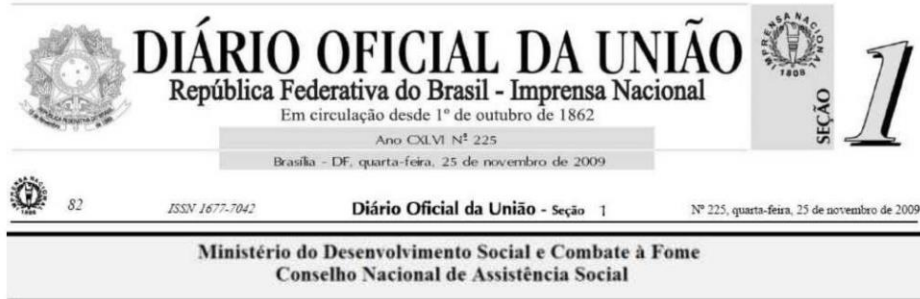 DIÁRIO OFICIAL DA UNIÃO
República Federativa do Brasil - Imprensa Nacional
Em circulação desde 1º de outubro de 1862
Ano CXLVI Nº 225
Brasília - DF, quarta-feira, 25 de novembro de 2009
IMPRENSA NACIONAL
1808
SEÇÃO
1
82 ISSN 1677-7042 Diário Oficial da União - Seção 1 Nº 225, quarta-feira, 25 de novembro de 2009
Ministério do Desenvolvimento Social e Combate à Fome
Conselho Nacional de Assistência Social